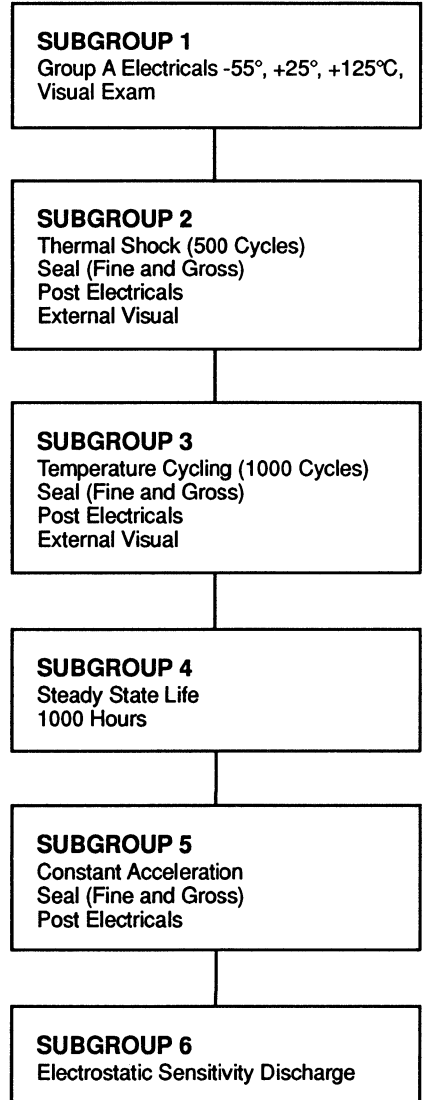 SUBGROUP 1
Group A Electricals -55°, +25°, +125°C,
Visual Exam
SUBGROUP 2
Thermal Shock (500 Cycles)
Seal (Fine and Gross)
Post Electricals
External Visual
SUBGROUP 3
Temperature Cycling (1000 Cycles)
Seal (Fine and Gross)
Post Electricals
External Visual
SUBGROUP 4
Steady State Life
1000 Hours
SUBGROUP 5
Constant Acceleration
Seal (Fine and Gross)
Post Electricals
SUBGROUP 6
Electrostatic Sensitivity Discharge